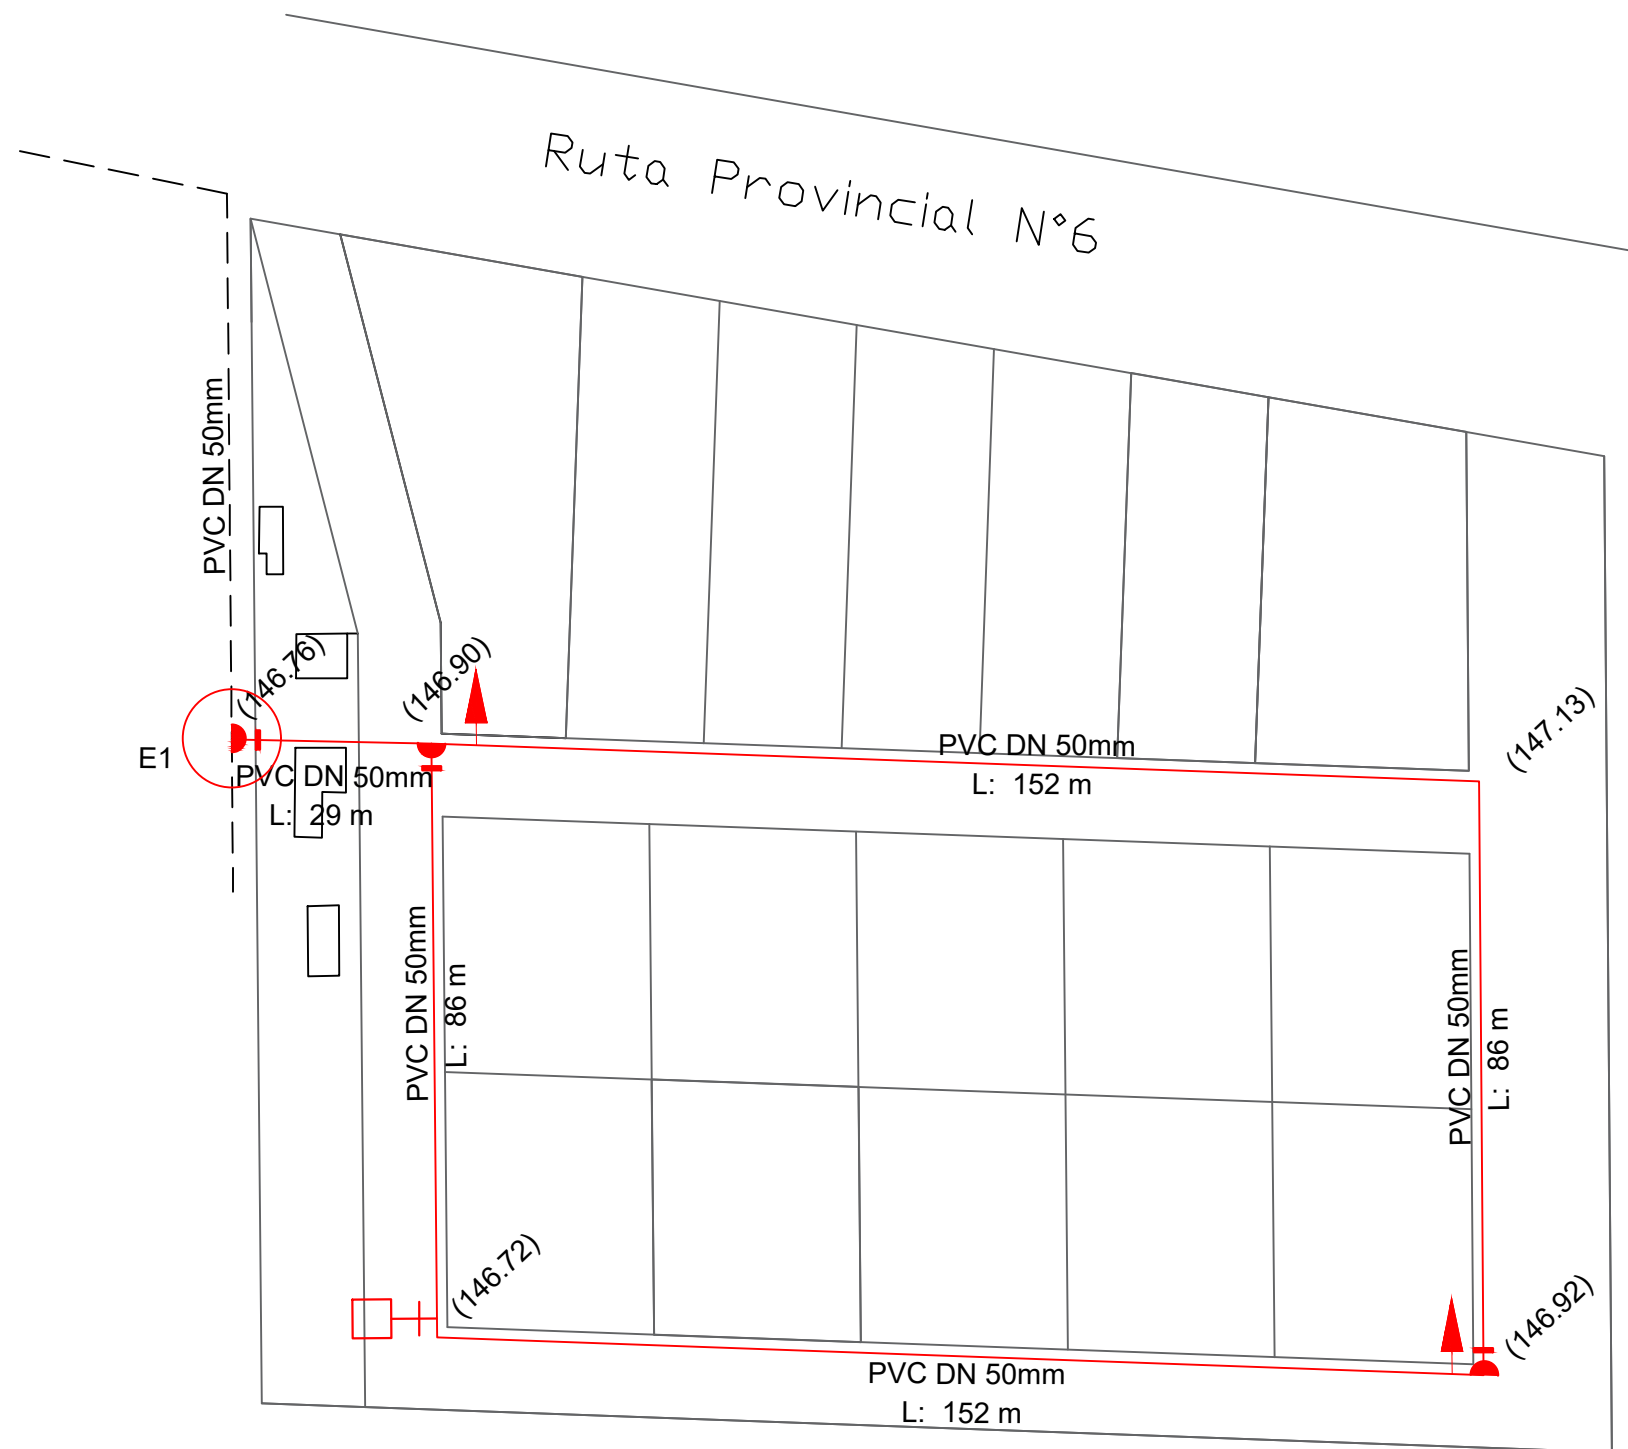 Ruta Provincial N°6
PVC DN 50mm
(146.76)
(146.90)
(147.13)
E1
PVC DN 50mm
L: 29 m
PVC DN 50mm
L: 152 m
PVC DN 50mm
L: 86 m
PVC DN 50mm
L: 86 m
(146.72)
(146.92)
PVC DN 50mm
L: 152 m